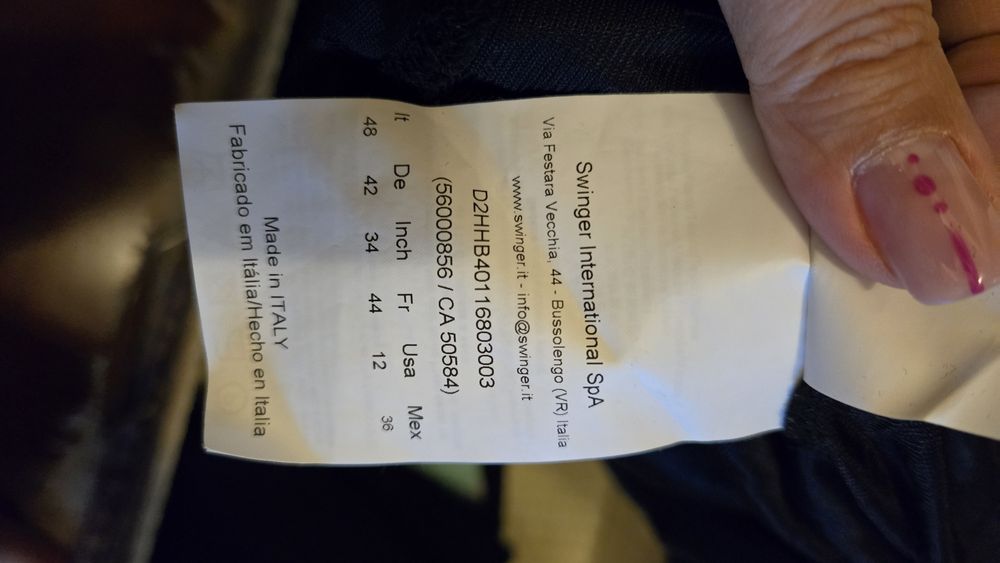 Swinger International SpA
Via Festara Vecchia, 44 - Bussolengo (VR) Italia
www.swinger.it - info@swinger.it
D2HHB40116803003
(56000856 / CA 50584)
It De Inch Fr Usa Mex
48 42 34 44 12 36
Made in ITALY
Fabricado em Itália/Hecho en Italia